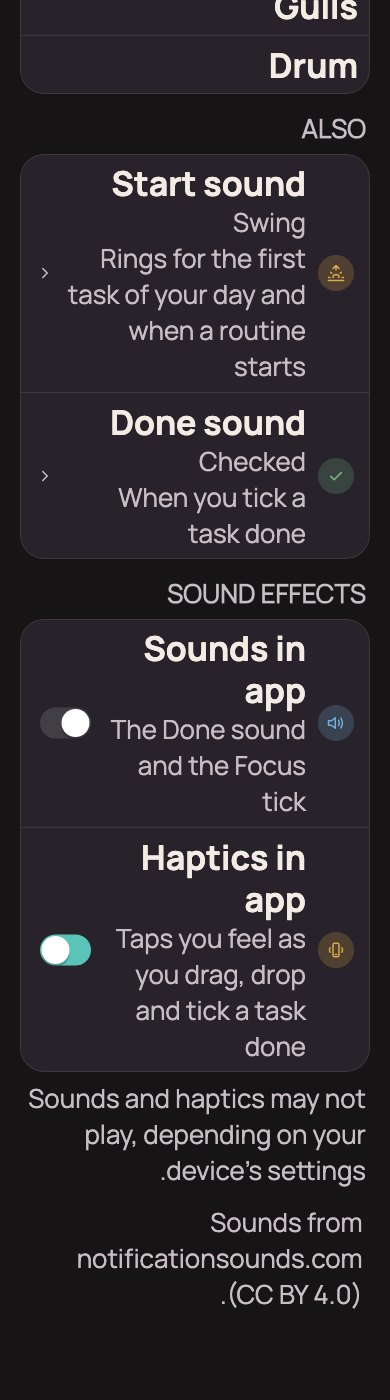 Gulls
Drum
ALSO
Start sound
Swing
Rings for the first
task of your day and
when a routine
starts
Done sound
Checked
When you tick a
task done
SOUND EFFECTS
Sounds in
app
The Done sound
and the Focus
tick
Haptics in
app
Taps you feel as
you drag, drop
and tick a task
done
Sounds and haptics may not
play, depending on your
.device's settings
Sounds from
notificationsounds.com
.(CC BY 4.0)